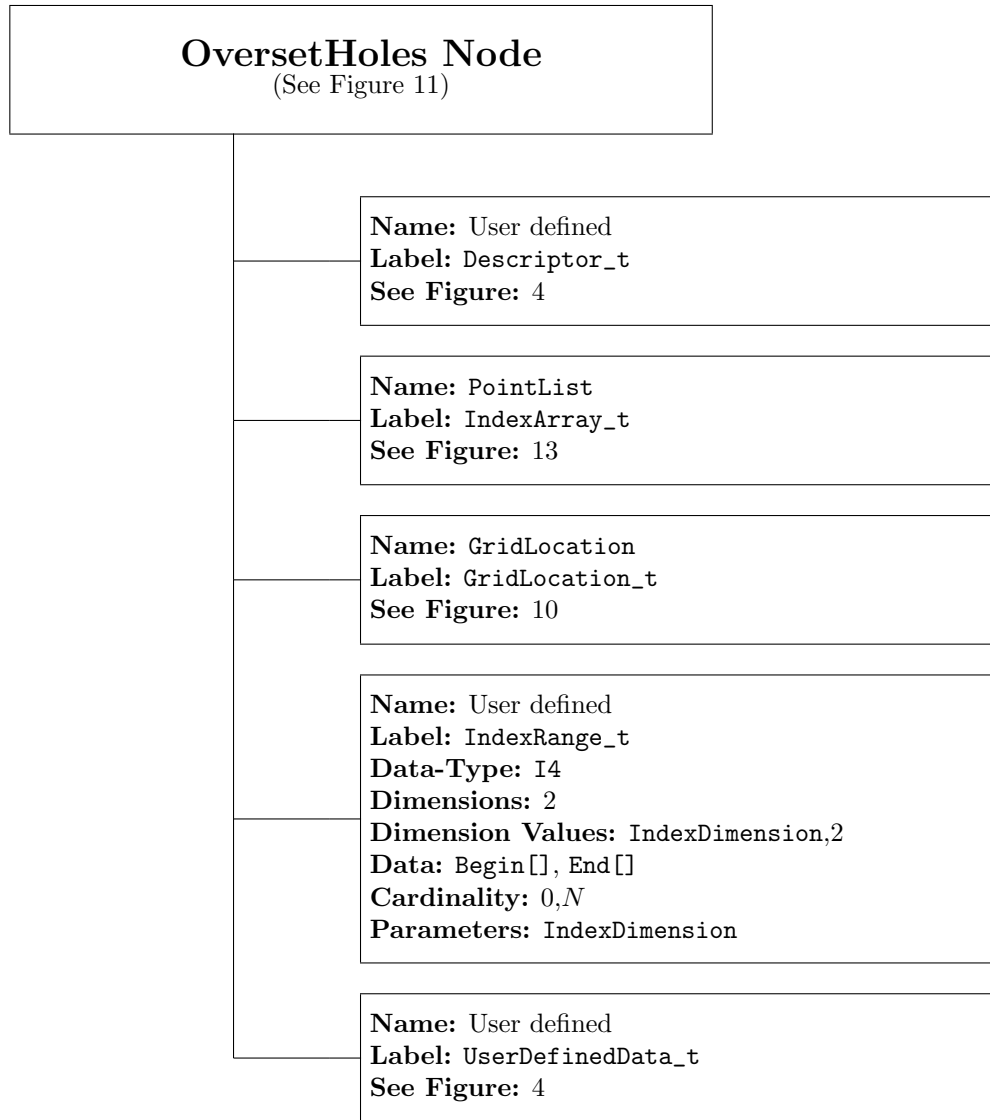 OversetHoles Node
(See Figure 11)
Name: User defined
Label: Descriptor_t
See Figure: 4
Name: PointList
Label: IndexArray_t
See Figure: 13
Name: GridLocation
Label: GridLocation_t
See Figure: 10
Name: User defined
Label: IndexRange_t
Data-Type: I4
Dimensions: 2
Dimension Values: IndexDimension,2
Data: Begin[], End[]
Cardinality: 0,N
Parameters: IndexDimension
Name: User defined
Label: UserDefinedData_t
See Figure: 4